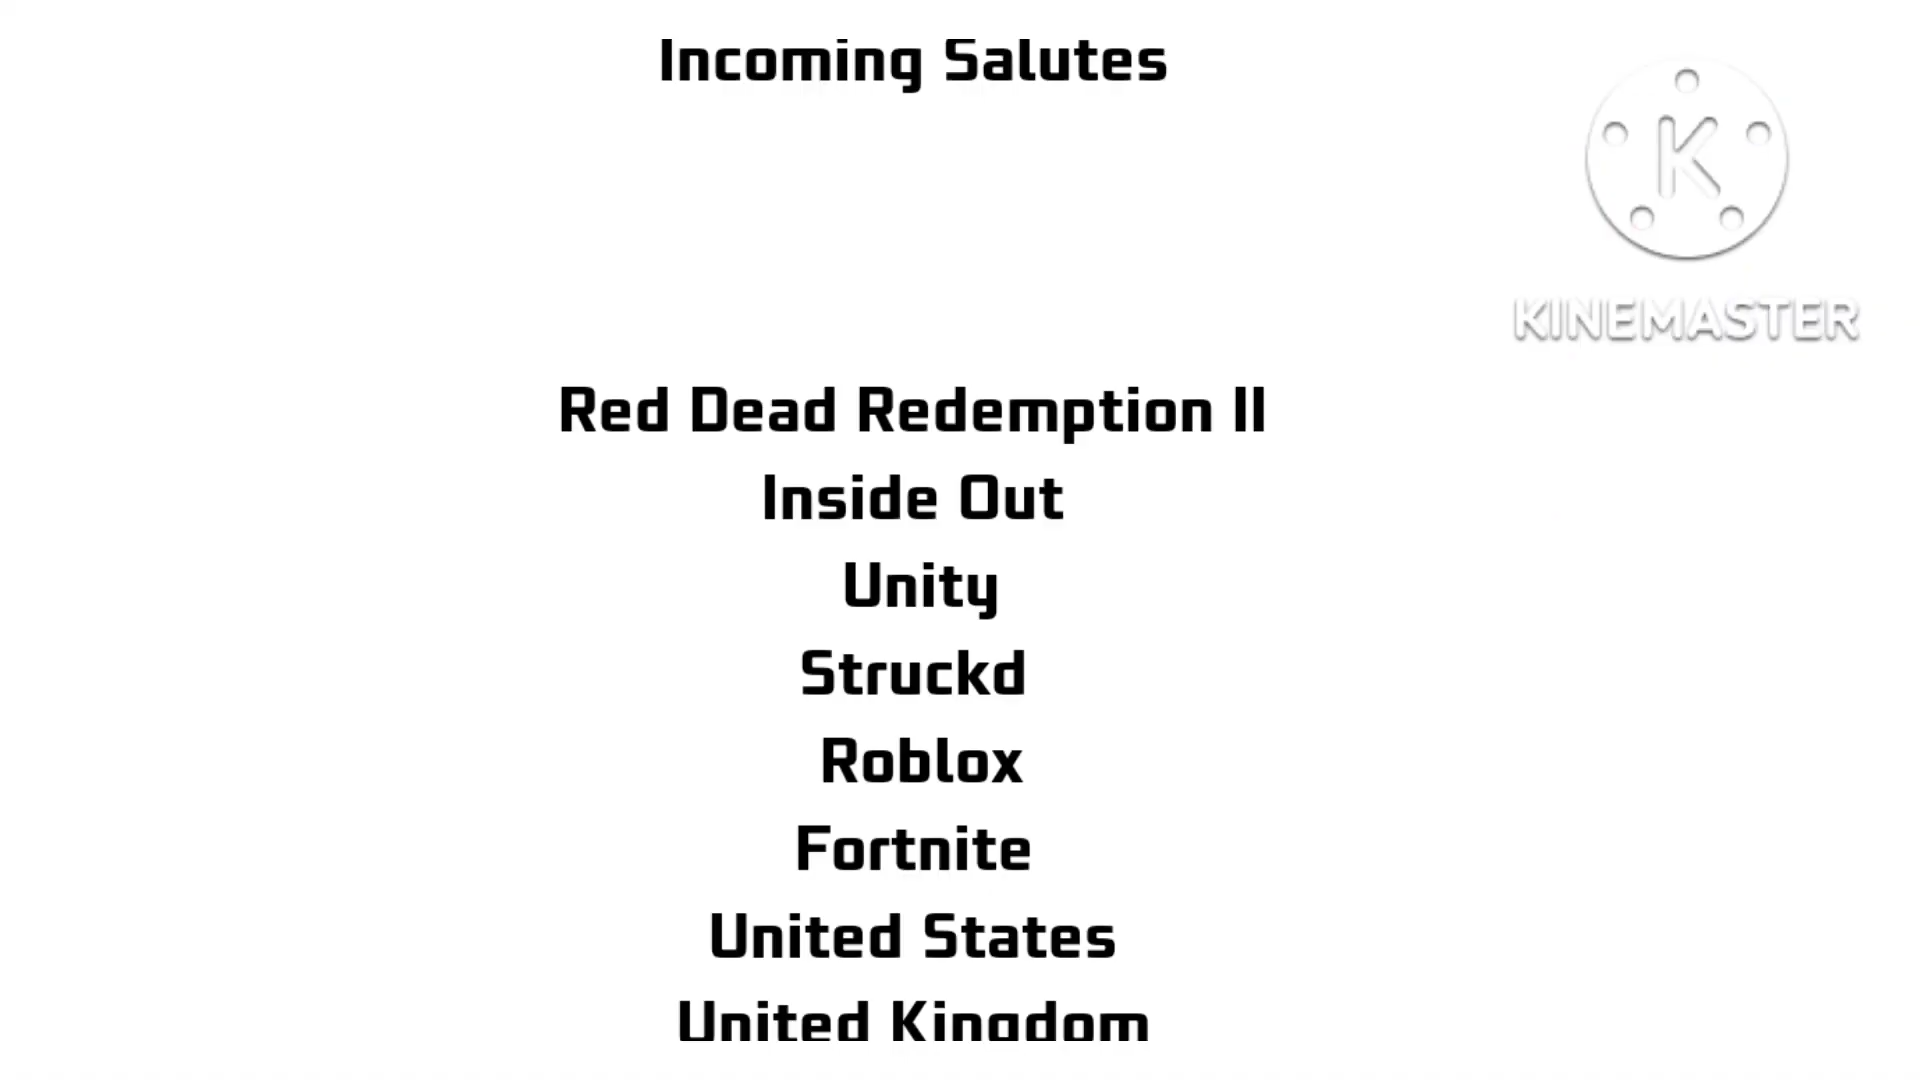 Incoming Salutes
K
KINEMASTER
Red Dead Redemption II
Inside Out
Unity
Struckd
Roblox
Fortnite
United States
United Kingdom